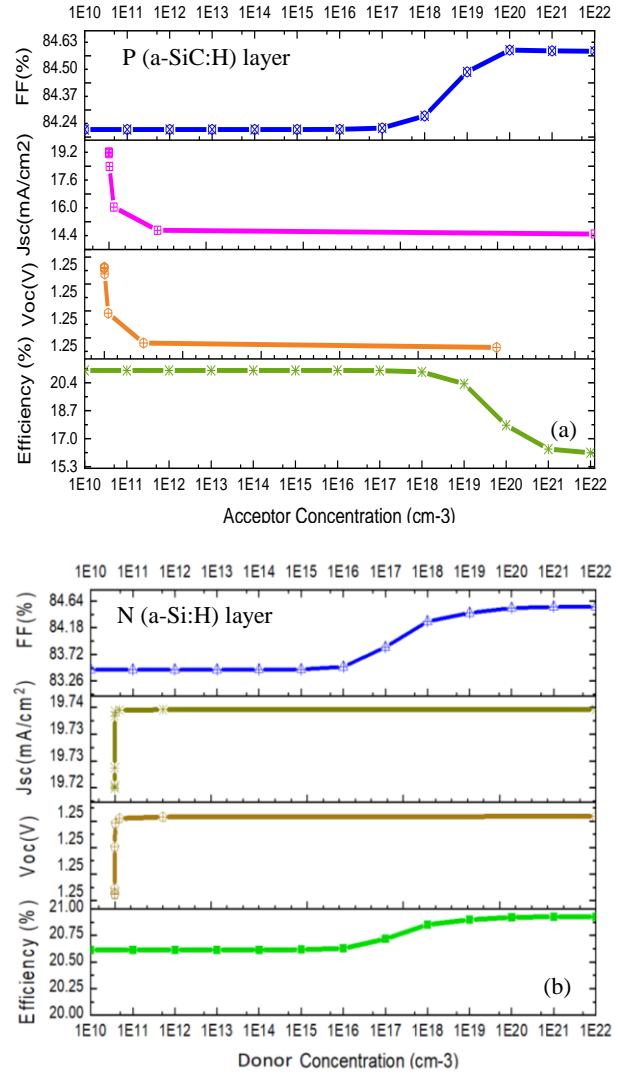 1E10 1E11 1E12 1E13 1E14 1E15 1E16 1E17 1E18 1E19 1E20 1E21 1E22
P (a-SiC:H) layer
FF(%)
84.63
84.50
84.37
84.24
Jsc(mA/cm2)
19.2
17.6
16.0
14.4
Voc(V)
1.25
1.25
1.25
1.25
Efficiency (%)
20.4
18.7
17.0
15.3
(a)
1E10 1E11 1E12 1E13 1E14 1E15 1E16 1E17 1E18 1E19 1E20 1E21 1E22
Acceptor Concentration (cm-3)
1E10 1E11 1E12 1E13 1E14 1E15 1E16 1E17 1E18 1E19 1E20 1E21 1E22
N (a-Si:H) layer
FF(%)
84.64
84.18
83.72
83.26
Jsc(mA/cm²)
19.74
19.73
19.72
Voc(V)
1.25
1.25
1.25
1.25
Efficiency (%)
21.00
20.75
20.50
20.25
20.00
(b)
1E10 1E11 1E12 1E13 1E14 1E15 1E16 1E17 1E18 1E19 1E20 1E21 1E22
Donor Concentration (cm-3)